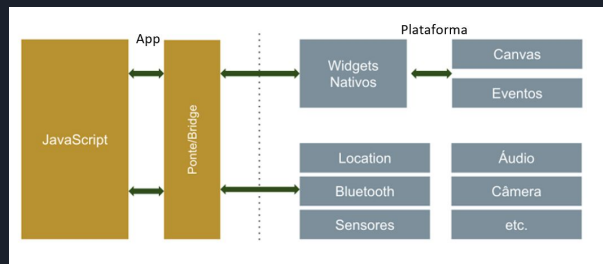 App
Plataforma
JavaScript
Ponte/Bridge
Widgets
Nativos
Canvas
Eventos
Location
Áudio
Bluetooth
Câmera
Sensores
etc.